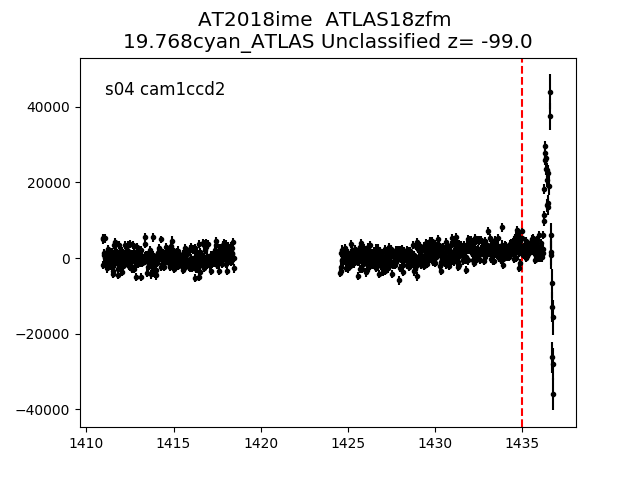 AT2018ime  ATLAS18zfm
19.768cyan_ATLAS Unclassified z= -99.0
s04 cam1ccd2
40000
20000
0
−20000
−40000
1410 1415 1420 1425 1430 1435